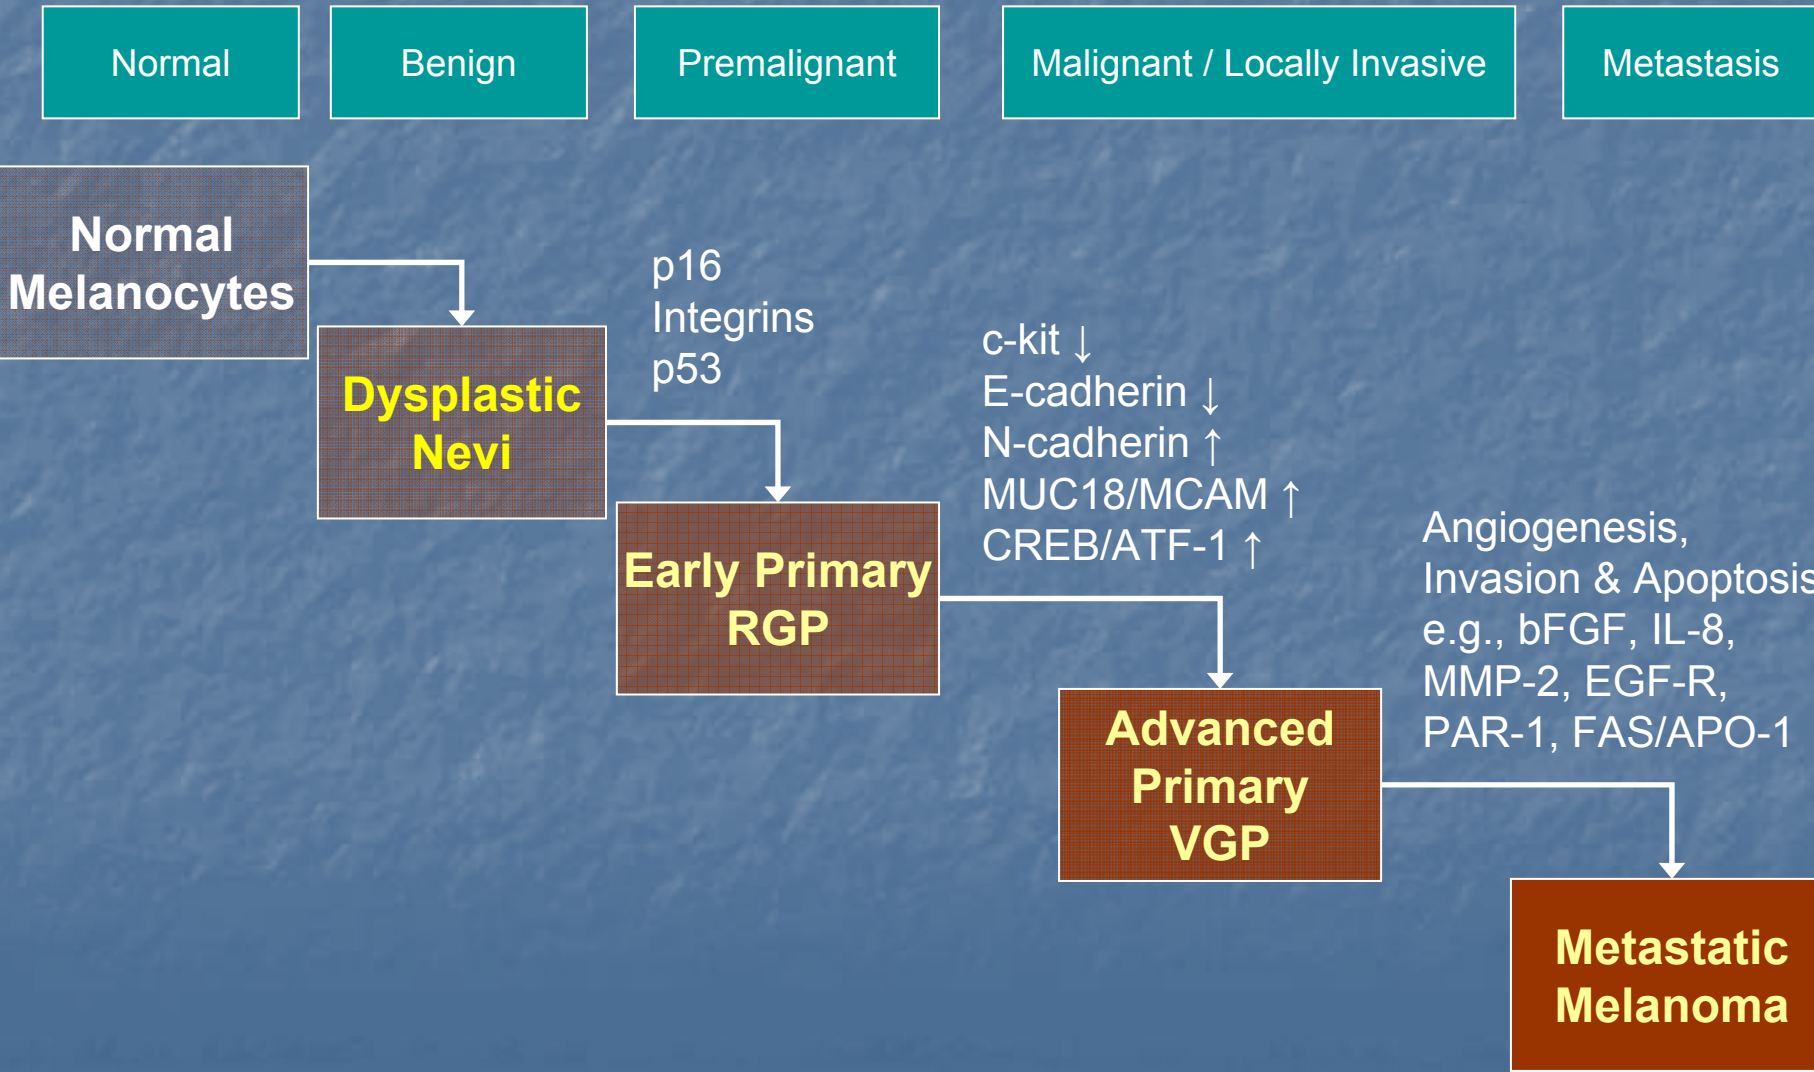 Normal
Benign
Premalignant
Malignant / Locally Invasive
Metastasis
Normal
Melanocytes
Dysplastic
Nevi
p16
Integrins
p53
Early Primary
RGP
c-kit ↓
E-cadherin ↓
N-cadherin ↑
MUC18/MCAM ↑
CREB/ATF-1 ↑
Advanced
Primary
VGP
Angiogenesis,
Invasion & Apoptosis
e.g., bFGF, IL-8,
MMP-2, EGF-R,
PAR-1, FAS/APO-1
Metastatic
Melanoma